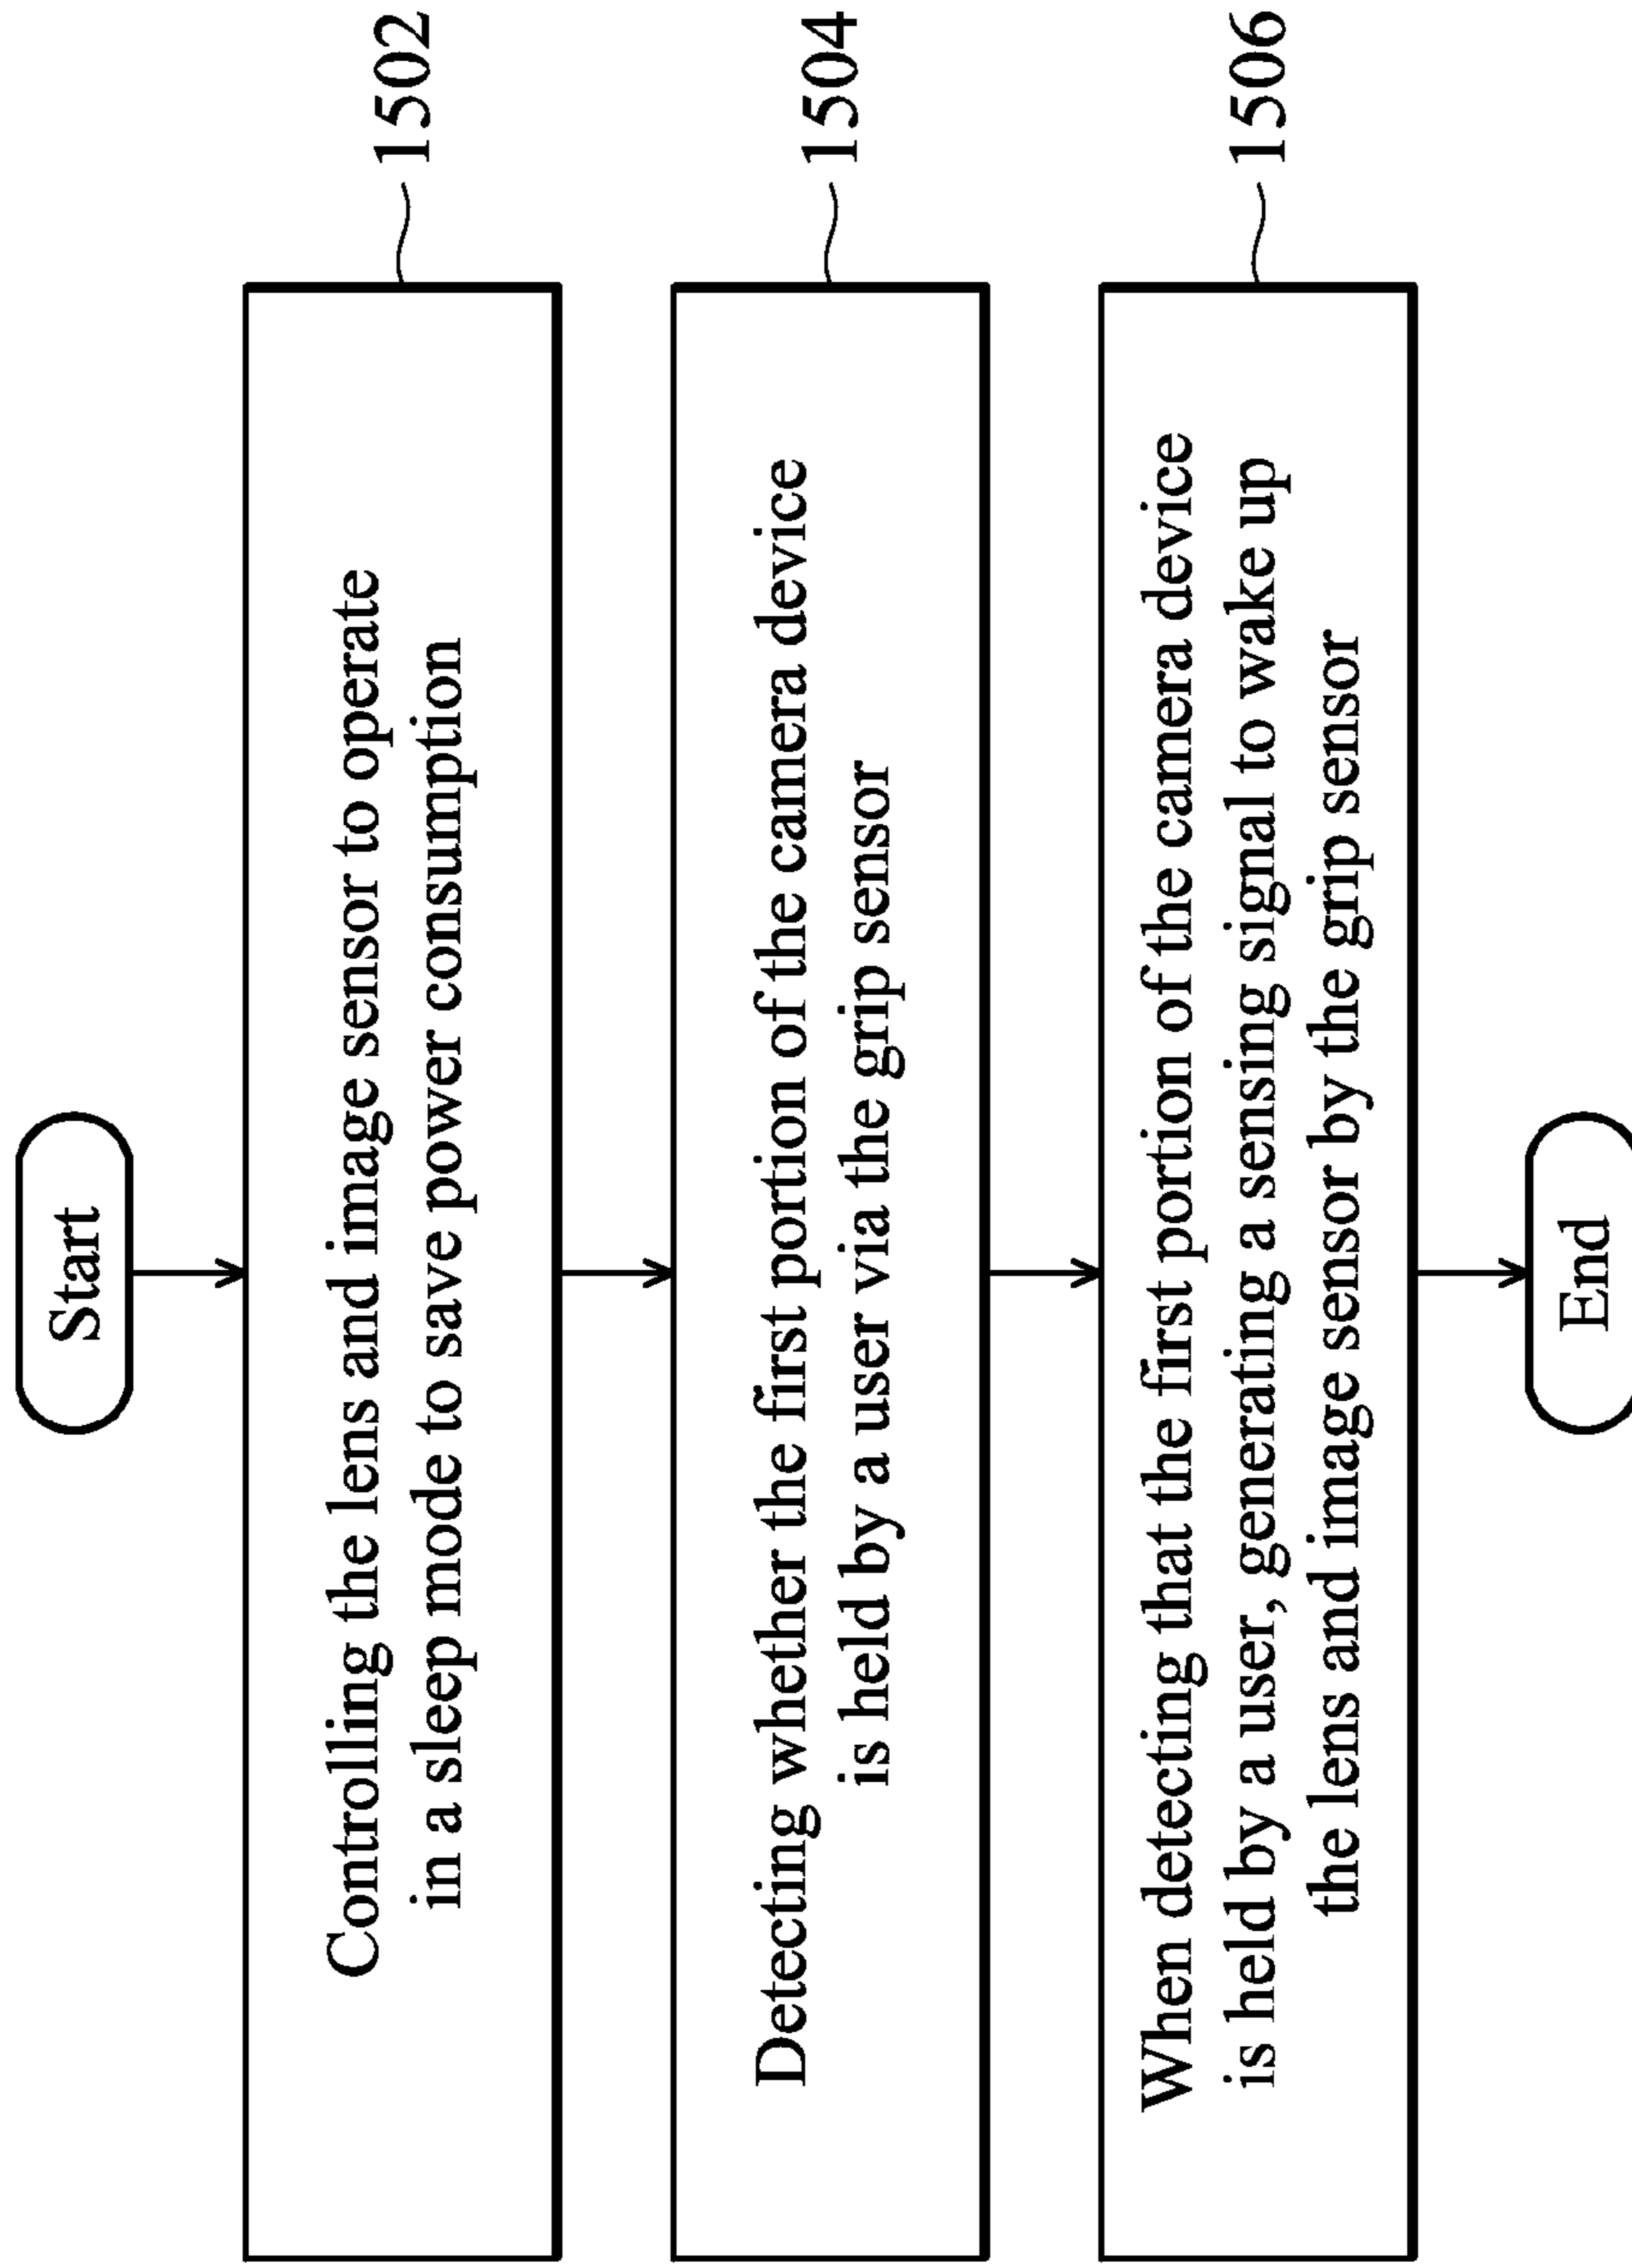 Start
Controlling the lens and image sensor to operate
in a sleep mode to save power consumption
1502
Detecting whether the first portion of the camera device
is held by a user via the grip sensor
1504
When detecting that the first portion of the camera device
is held by a user, generating a sensing signal to wake up
the lens and image sensor by the grip sensor
1506
End